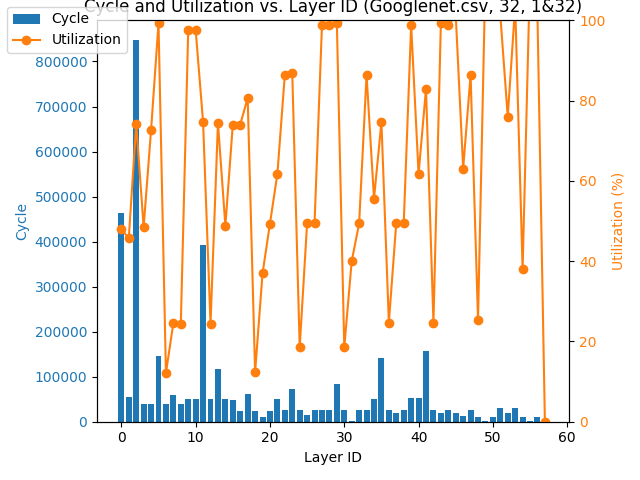 Cycle and Utilization vs. Layer ID (Googlenet.csv, 32, 1&32)
Cycle
Utilization
800000
700000
600000
500000
400000
300000
200000
100000
0
Cycle
100
80
60
40
20
0
Utilization (%)
0 10 20 30 40 50 60
Layer ID